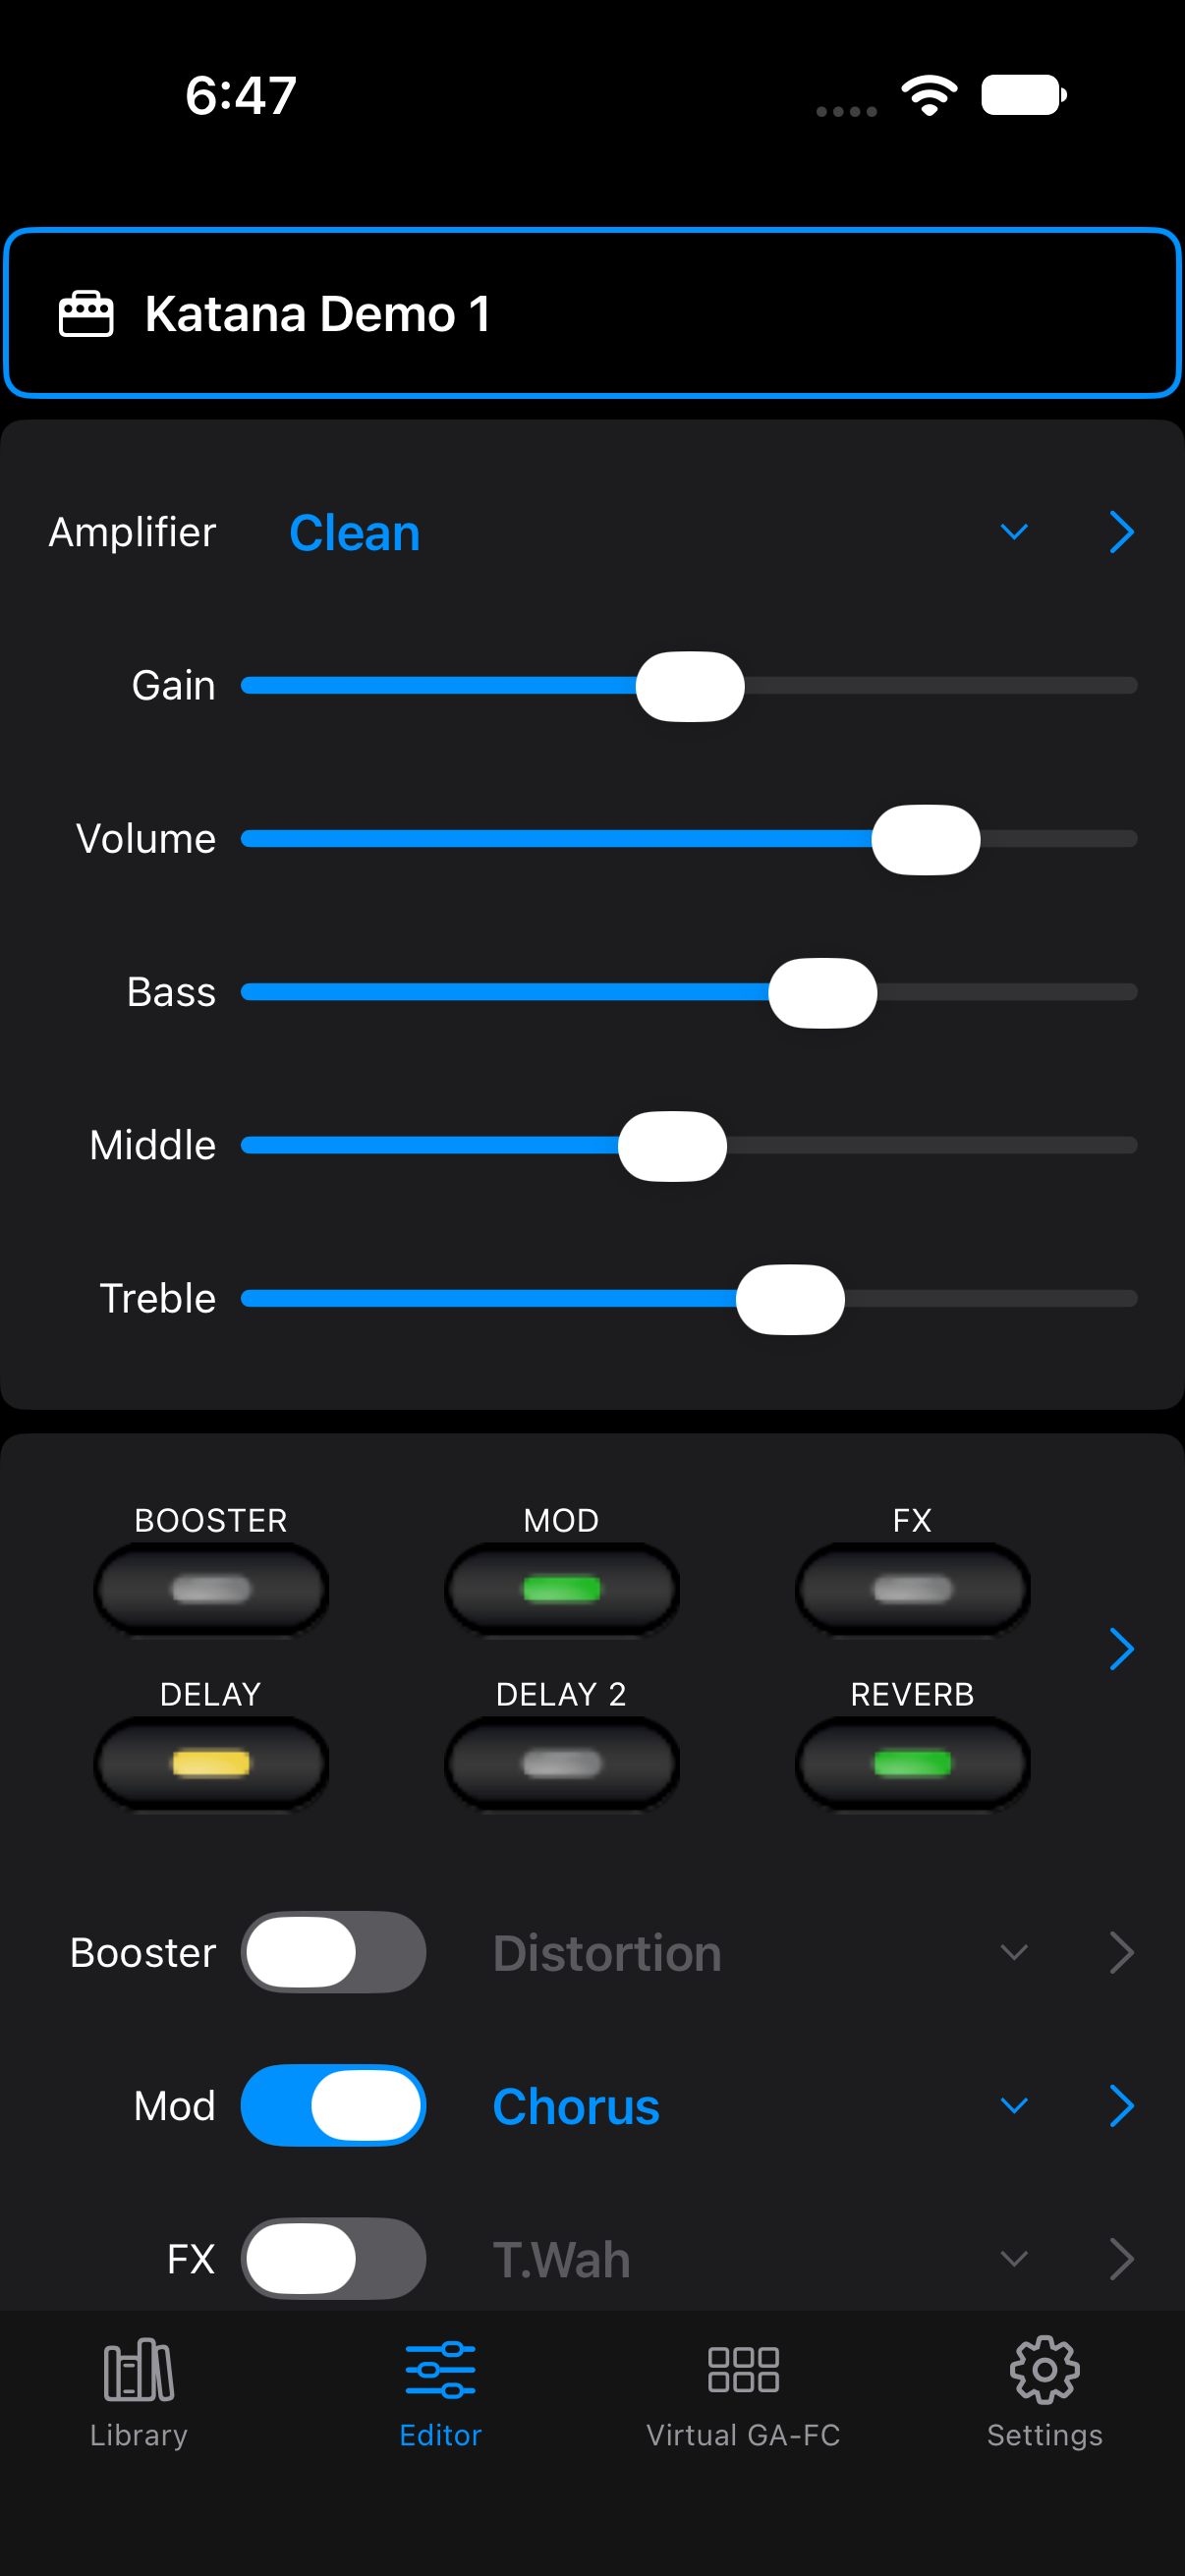 6:47
Katana Demo 1
Amplifier Clean
Gain
Volume
Bass
Middle
Treble
BOOSTER MOD FX
DELAY DELAY 2 REVERB
Booster Distortion
Mod Chorus
FX T.Wah
Library Editor Virtual GA-FC Settings